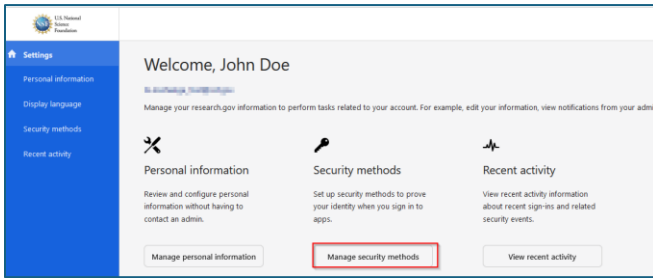 U.S. National
Science
Foundation
NSF
Settings
Personal information
Display language
Security methods
Recent activity
Welcome, John Doe
Manage your research.gov information to perform tasks related to your account. For example, edit your information, view notifications from your admi
Personal information
Review and configure personal
information without having to
contact an admin.
Manage personal information
Security methods
Set up security methods to prove
your identity when you sign in to
apps.
Manage security methods
Recent activity
View recent activity information
about recent sign-ins and related
security events.
View recent activity